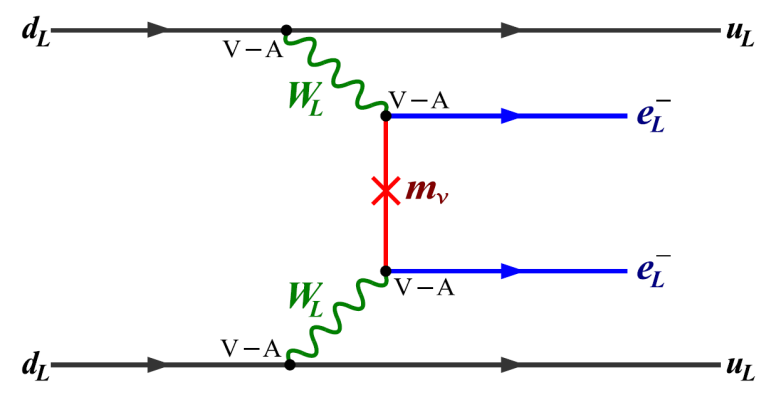 d_L V – A u_L
W_L V – A e_L^–
m_ν
W_L V – A e_L^–
d_L V – A u_L